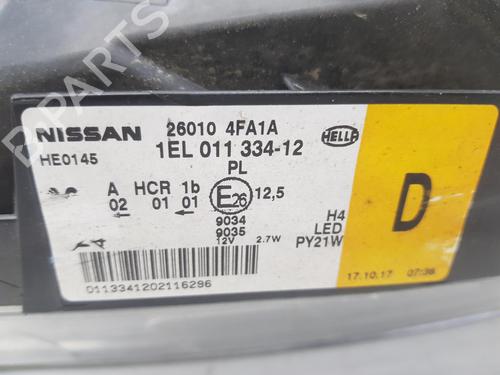 B-PARTS
NISSAN 26010 4FA1A HELLA
HE0145 1EL 011 334-12
PL
A HCR 1b E26 12,5
02 01 01
9034 H4
9035 LED
12V 2.7W PY21W
D
17.10.17 07:36
0113341202116296